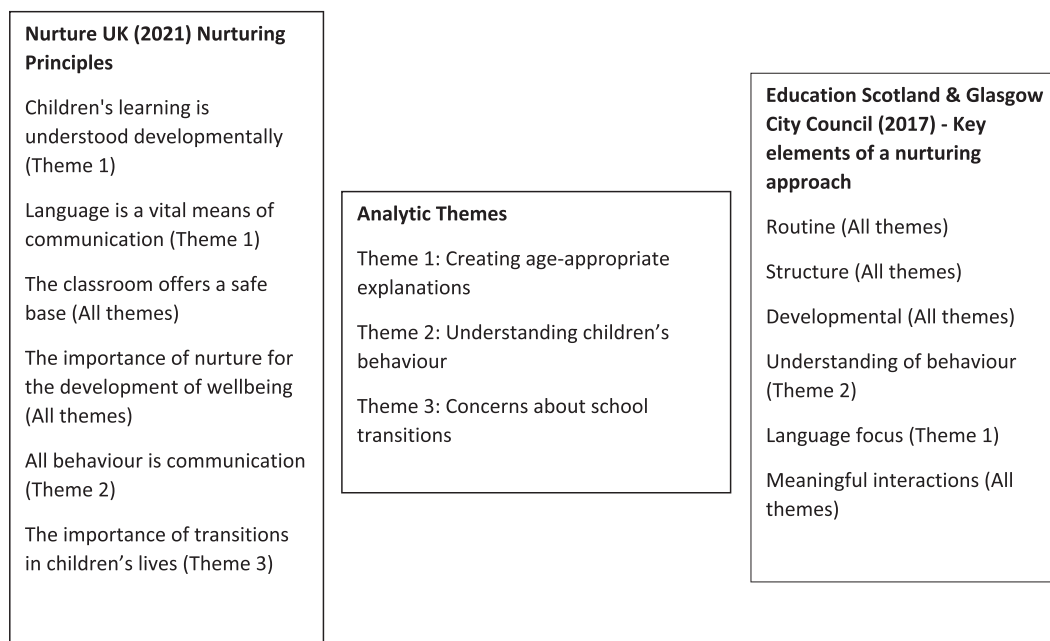 Nurture UK (2021) Nurturing
Principles
Children's learning is
understood developmentally
(Theme 1)
Language is a vital means of
communication (Theme 1)
The classroom offers a safe
base (All themes)
The importance of nurture for
the development of wellbeing
(All themes)
All behaviour is communication
(Theme 2)
The importance of transitions
in children’s lives (Theme 3)
Analytic Themes
Theme 1: Creating age-appropriate
explanations
Theme 2: Understanding children’s
behaviour
Theme 3: Concerns about school
transitions
Education Scotland & Glasgow
City Council (2017) - Key
elements of a nurturing
approach
Routine (All themes)
Structure (All themes)
Developmental (All themes)
Understanding of behaviour
(Theme 2)
Language focus (Theme 1)
Meaningful interactions (All
themes)